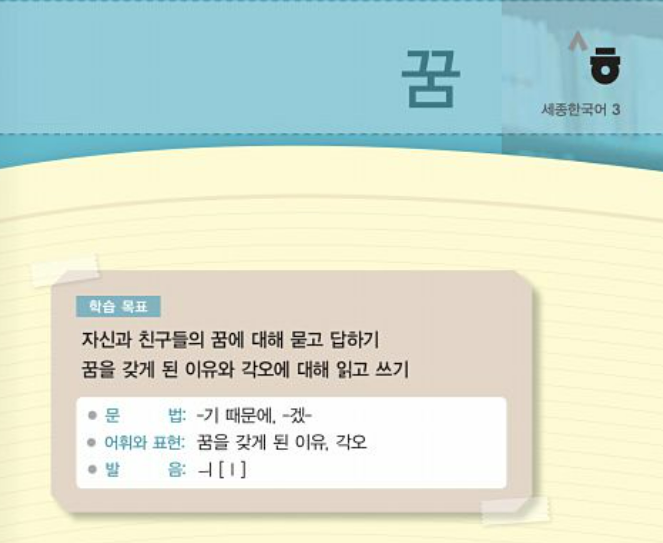 꿈
세종한국어 3
학습 목표
자신과 친구들의 꿈에 대해 묻고 답하기
꿈을 갖게 된 이유와 각오에 대해 읽고 쓰기
● 문 법: -기 때문에, -겠-
● 어휘와 표현: 꿈을 갖게 된 이유, 각오
● 발 음: ㅢ [ㅣ]